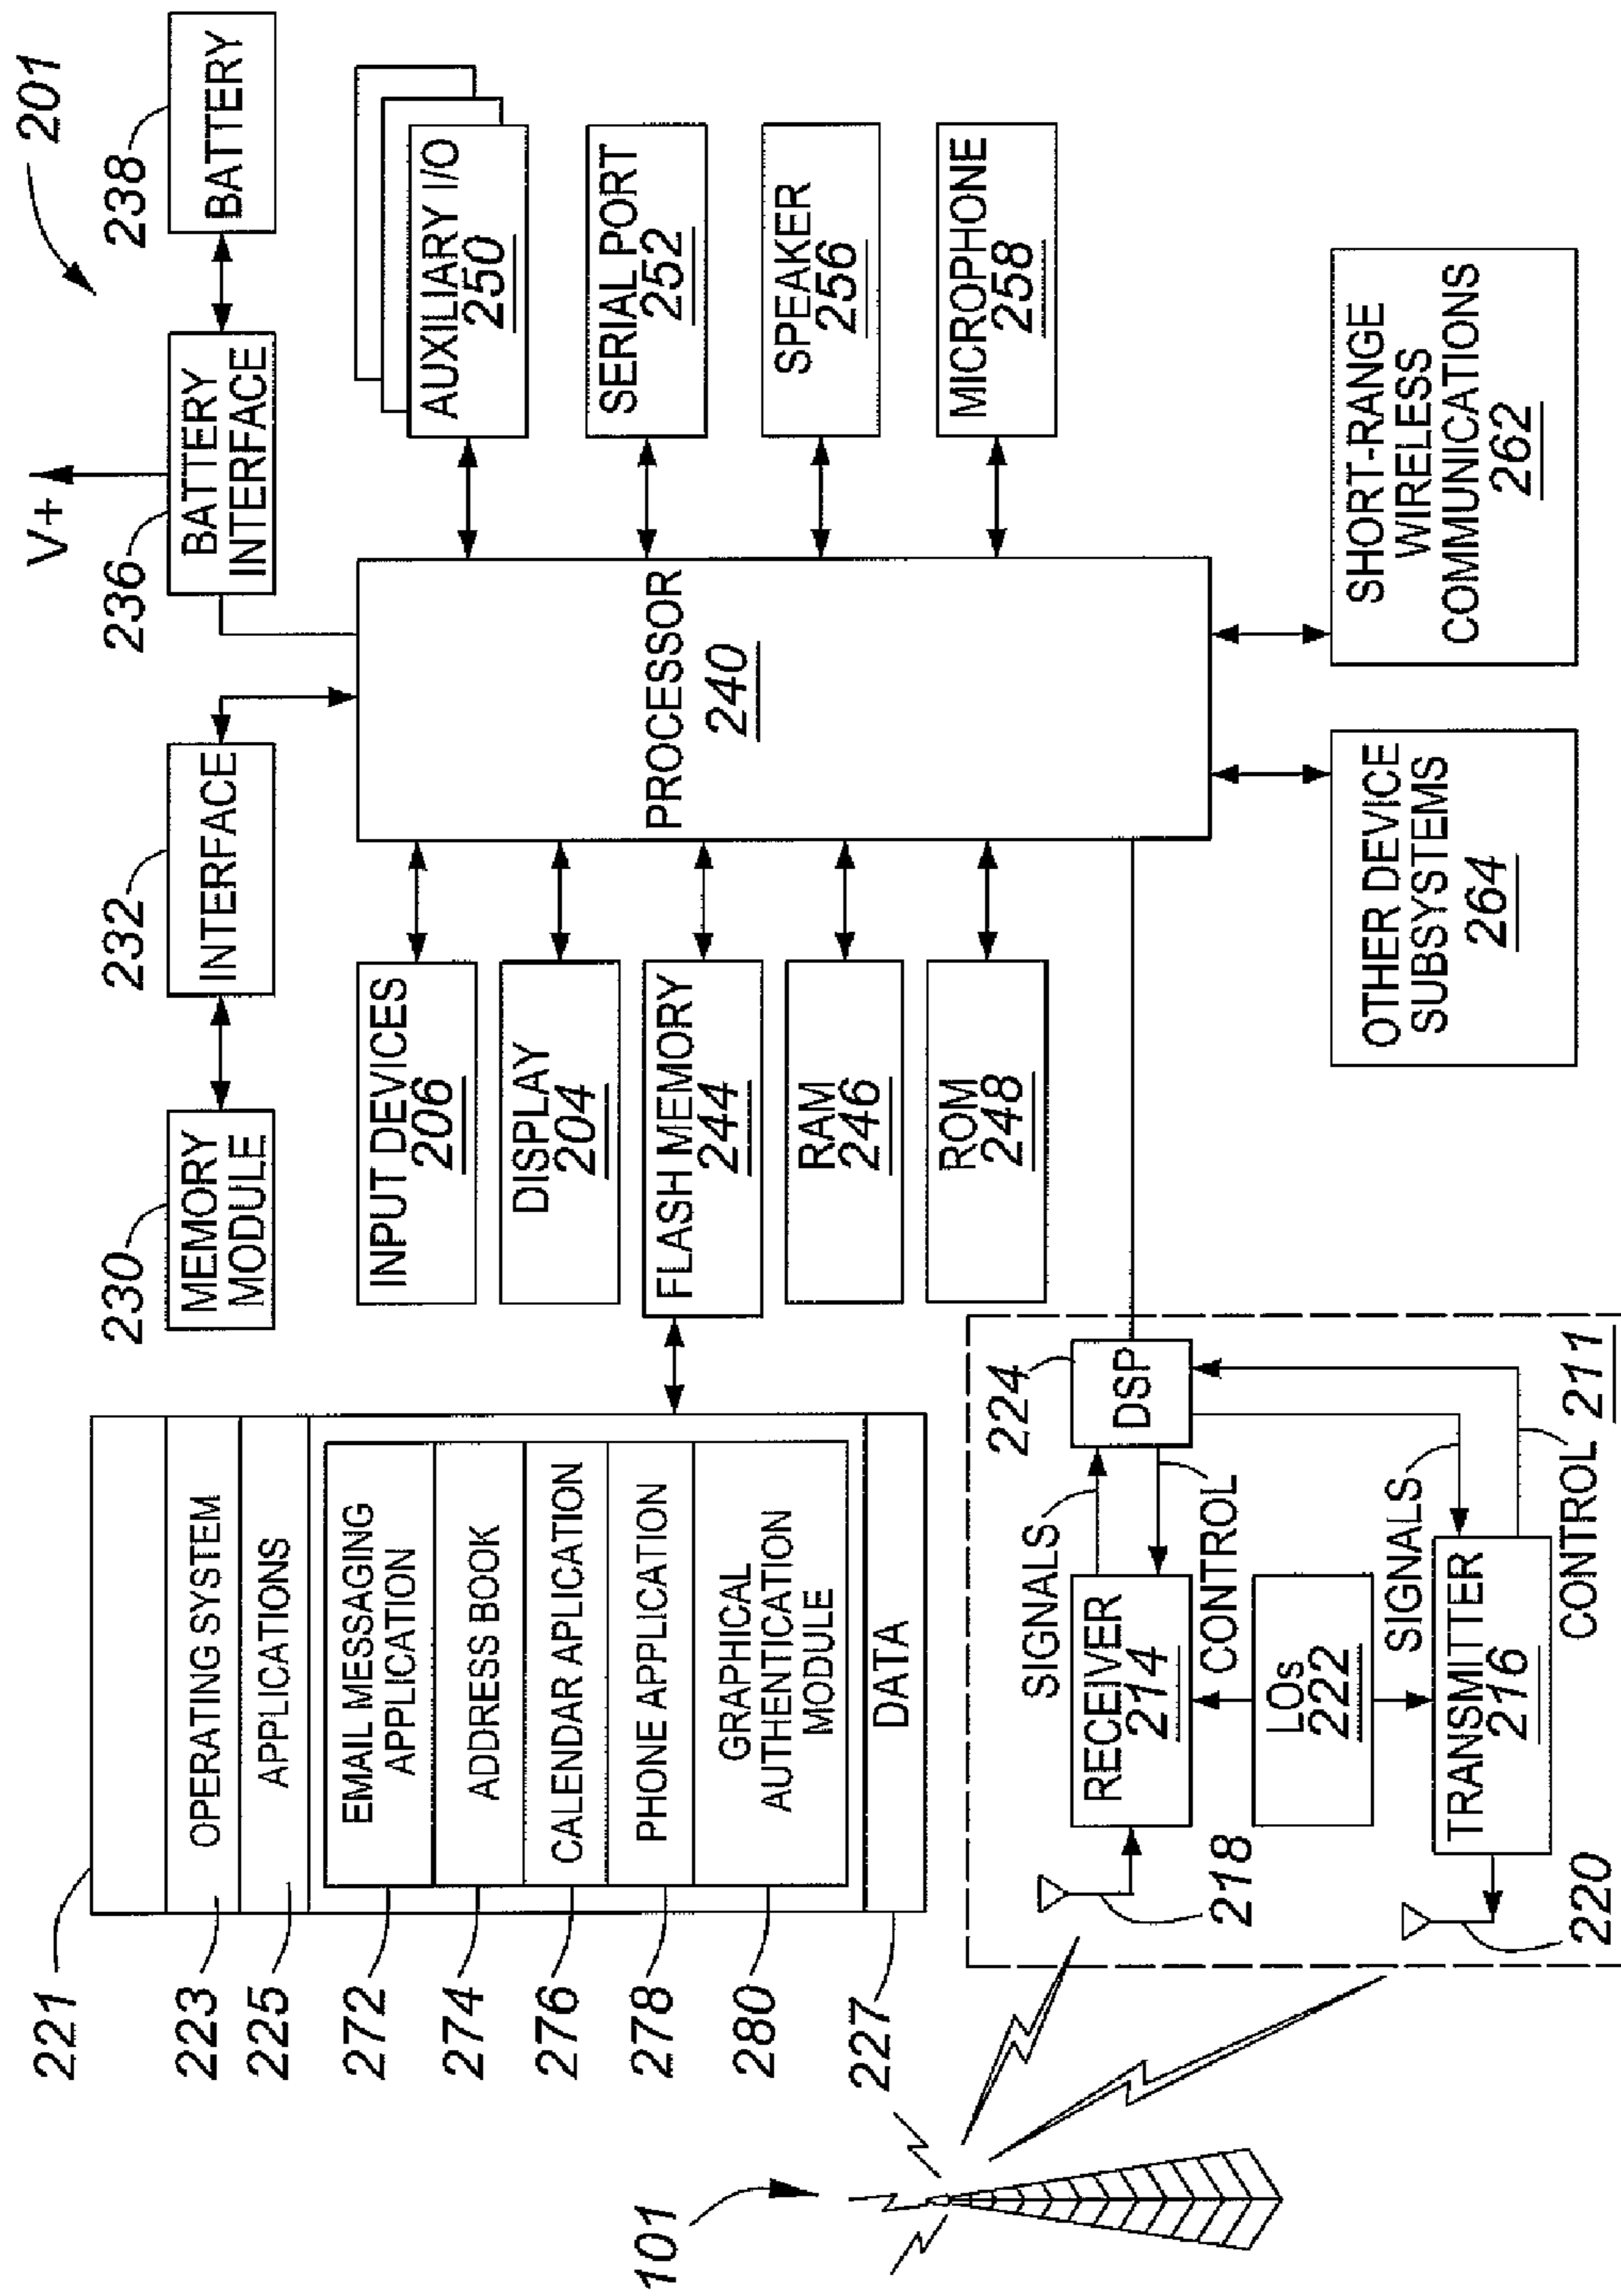 201
V+
230
232
236
238
MEMORY
MODULE
INTERFACE
BATTERY
INTERFACE
BATTERY
221
223
OPERATING SYSTEM
225
APPLICATIONS
272
EMAIL MESSAGING
APPLICATION
274
ADDRESS BOOK
276
CALENDAR APPLICATION
278
PHONE APPLICATION
280
GRAPHICAL
AUTHENTICATION
MODULE
227
DATA
INPUT DEVICES
206
DISPLAY
204
FLASH MEMORY
244
RAM
246
ROM
248
PROCESSOR
240
AUXILIARY I/O
250
SERIAL PORT
252
SPEAKER
256
MICROPHONE
258
101
218
RECEIVER
214
SIGNALS
CONTROL
224
DSP
LOs
222
SIGNALS
TRANSMITTER
216
220
CONTROL
211
OTHER DEVICE
SUBSYSTEMS
264
SHORT-RANGE
WIRELESS
COMMUNICATIONS
262